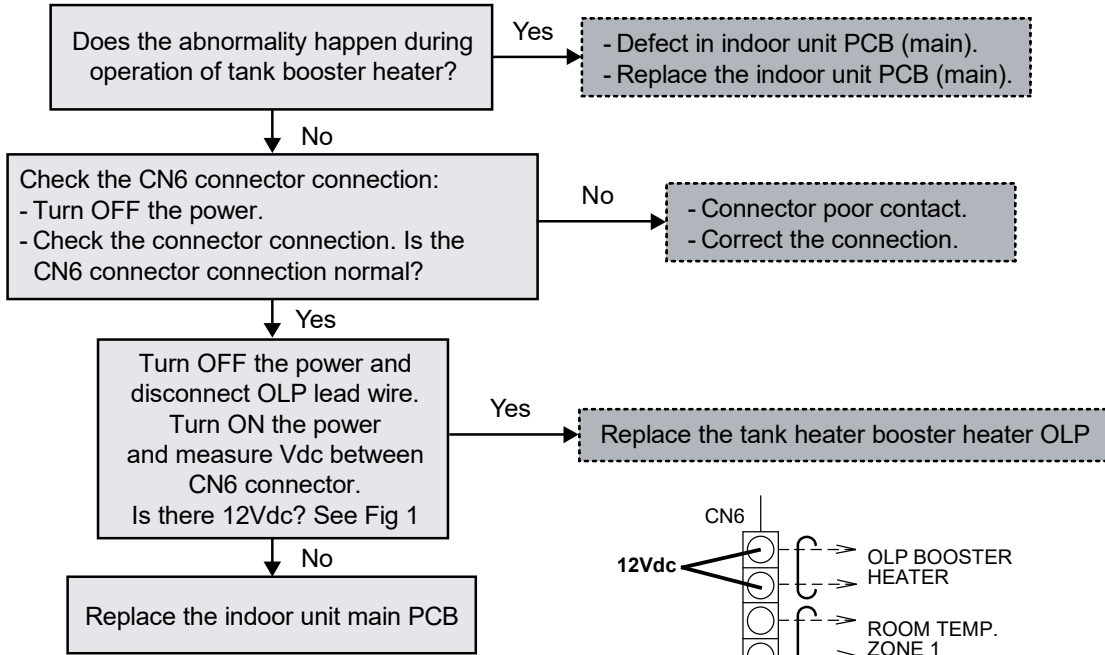 Does the abnormality happen during
operation of tank booster heater?
Yes
- Defect in indoor unit PCB (main).
- Replace the indoor unit PCB (main).
No
Check the CN6 connector connection:
- Turn OFF the power.
- Check the connector connection. Is the
CN6 connector connection normal?
No
- Connector poor contact.
- Correct the connection.
Yes
Turn OFF the power and
disconnect OLP lead wire.
Turn ON the power
and measure Vdc between
CN6 connector.
Is there 12Vdc? See Fig 1
Yes
Replace the tank heater booster heater OLP
No
Replace the indoor unit main PCB
CN6
12Vdc
OLP BOOSTER
HEATER
ROOM TEMP.
ZONE 1